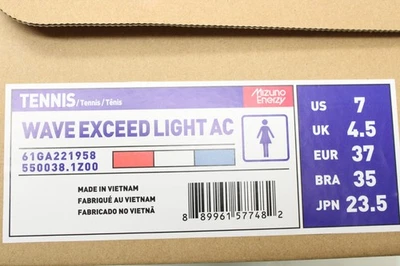 TENNIS/Tennis/Tênis
Mizuno Enerzy
WAVE EXCEED LIGHT AC
61GA221958
550038.1Z00
MADE IN VIETNAM
FABRIQUÉ AU VIETNAM
FABRICADO NO VIETNÃ
8 89961 57748 2
US 7
UK 4.5
EUR 37
BRA 35
JPN 23.5